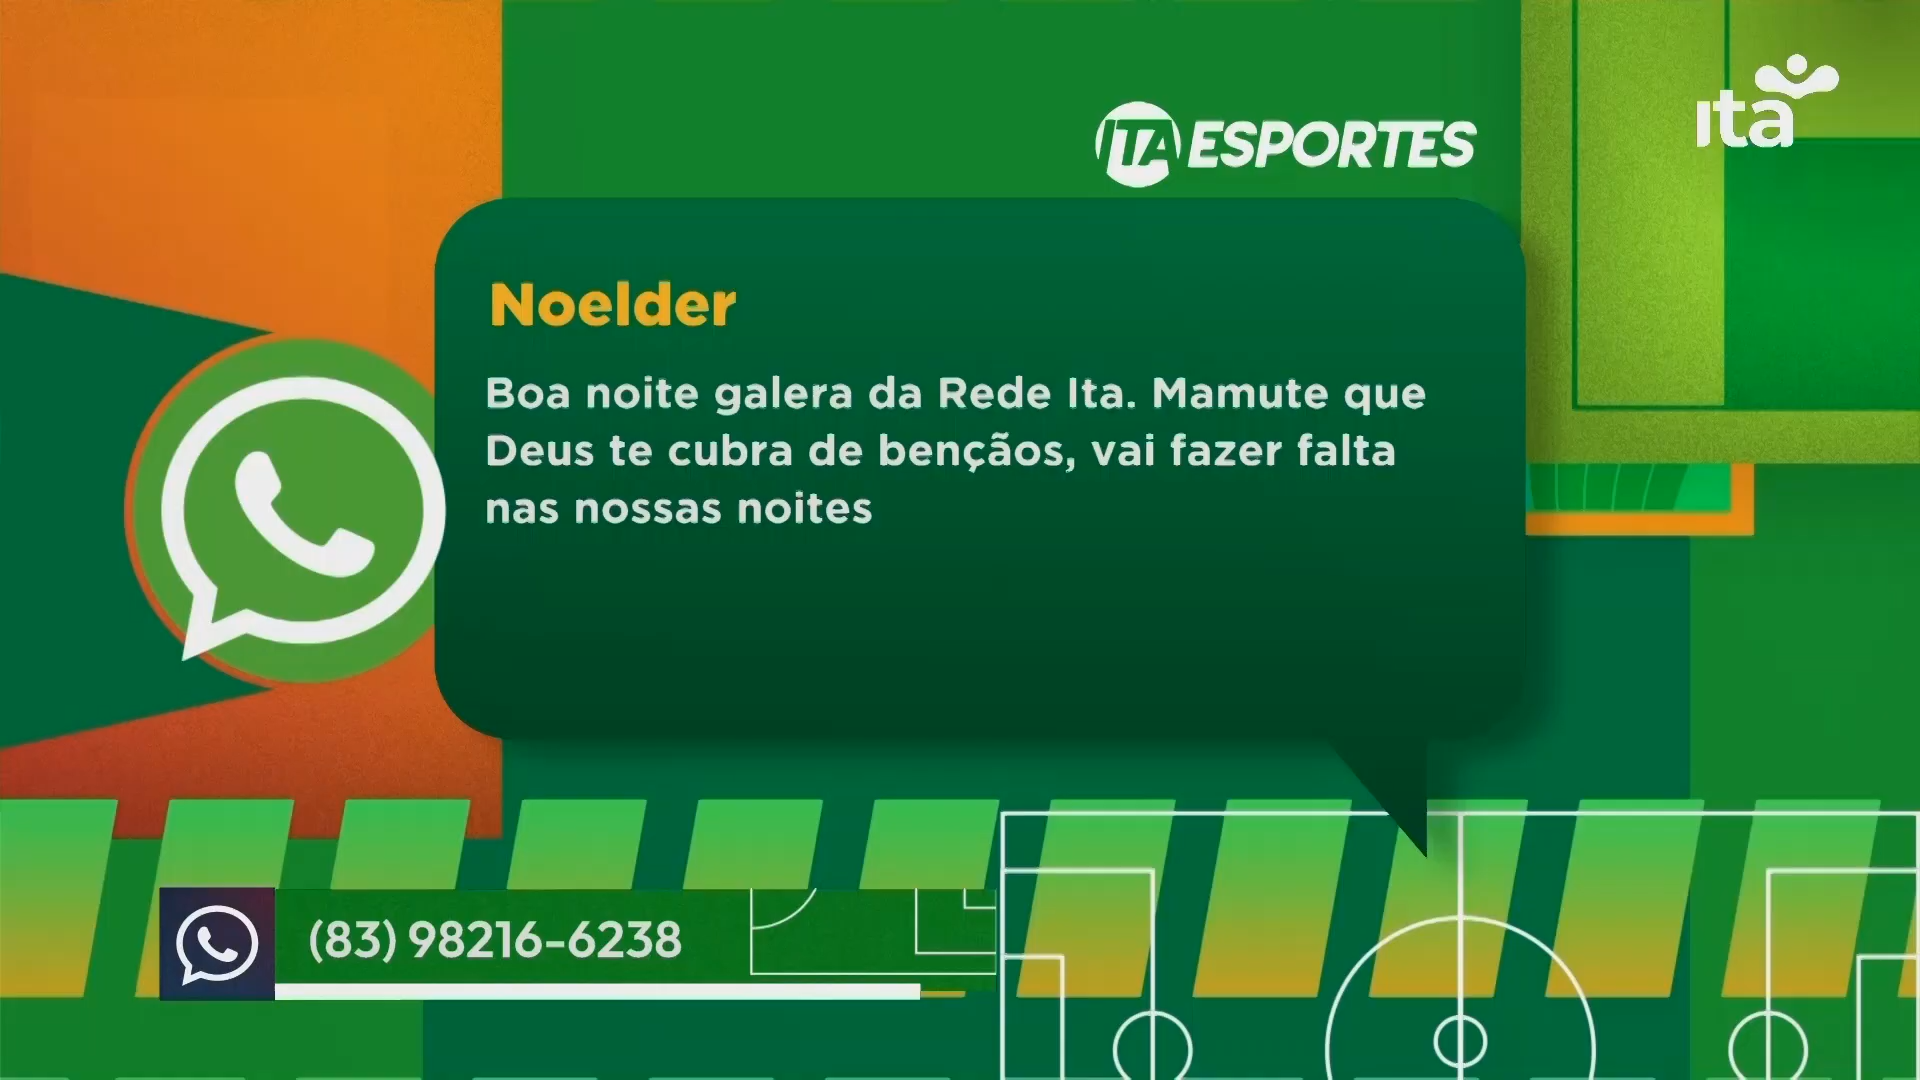 ita
ITA ESPORTES
Noelder
Boa noite galera da Rede Ita. Mamute que
Deus te cubra de bençãos, vai fazer falta
nas nossas noites
(83) 98216-6238